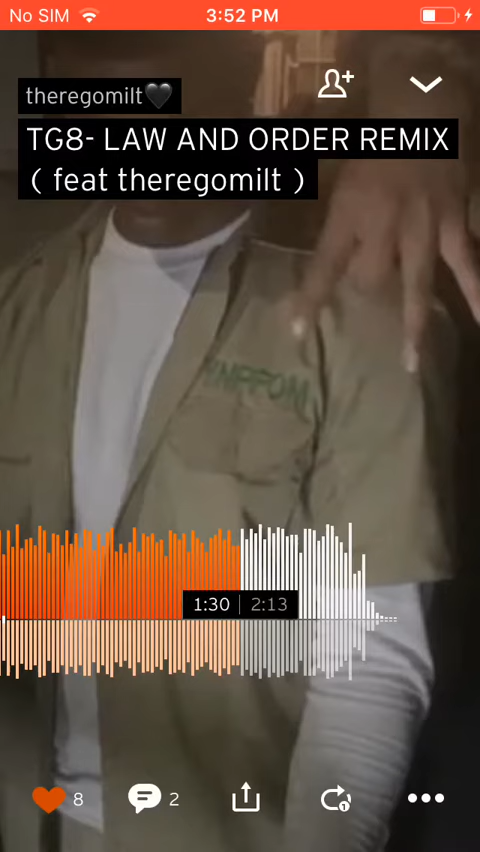 No SIM 3:52 PM
theregomilt🖤
TG8- LAW AND ORDER REMIX
( feat theregomilt )
1:30 | 2:13
8 2 1